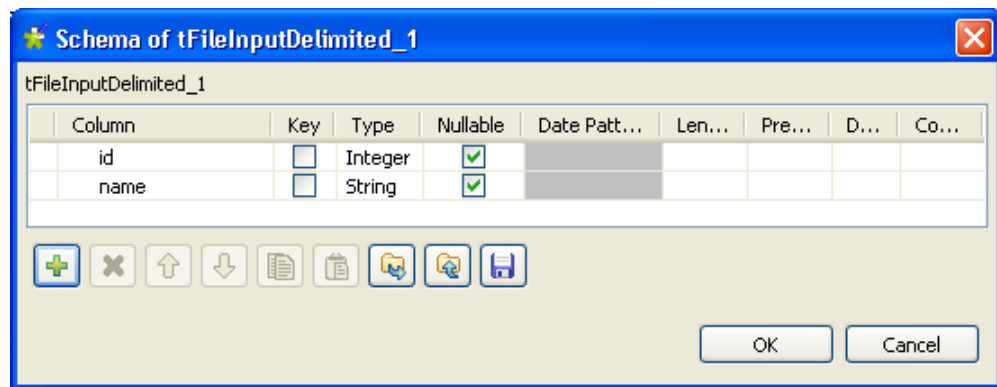 Schema of tFileInputDelimited_1
tFileInputDelimited_1
Column Key Type Nullable Date Patt... Len... Pre... D... Co...
id Integer
name String
OK Cancel